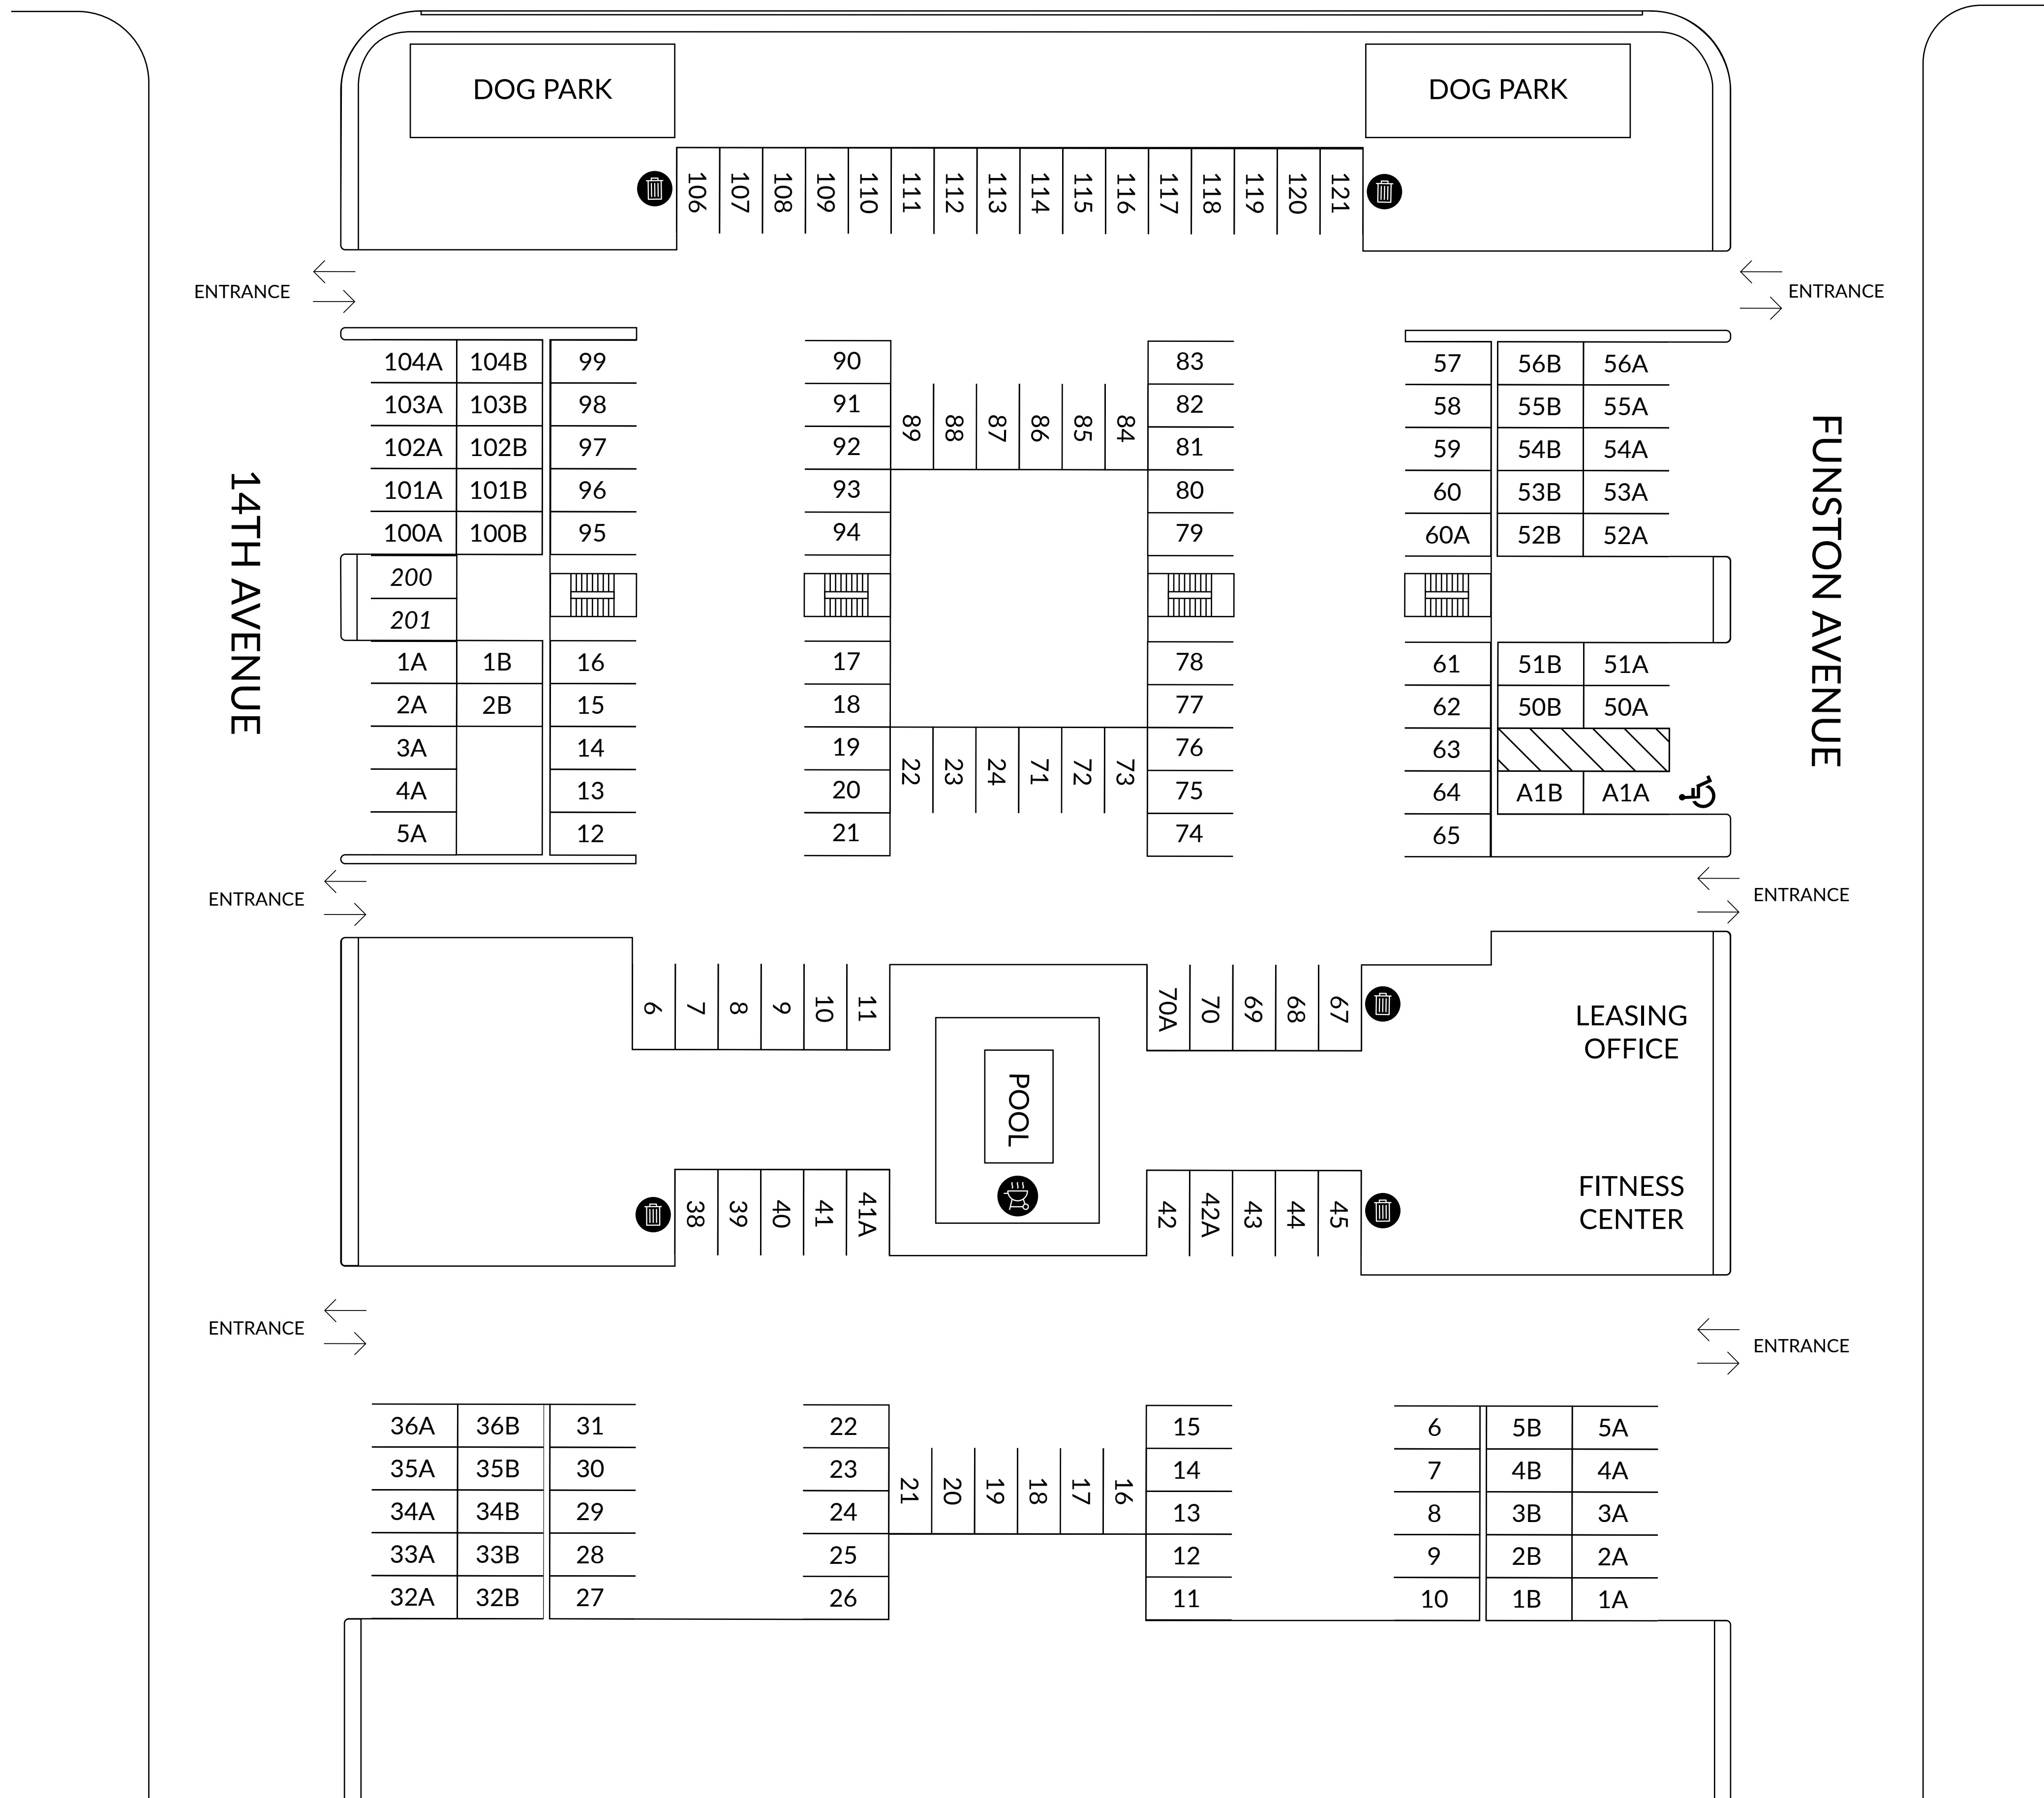 DOG PARK DOG PARK
106 107 108 109 110 111 112 113 114 115 116 117 118 119 120 121
ENTRANCE ENTRANCE
104A 104B 99 90 83 57 56B 56A
103A 103B 98 91 82 58 55B 55A
89 88 87 86 85 84
102A 102B 97 92 81 59 54B 54A
101A 101B 96 93 80 60 53B 53A
100A 100B 95 94 79 60A 52B 52A
14TH AVENUE
FUNSTON AVENUE
200
201
1A 1B 16 17 78 61 51B 51A
2A 2B 15 18 77 62 50B 50A
3A 14 19 76 63
22 23 24 71 72 73
4A 13 20 75 64 A1B A1A
5A 12 21 74 65
ENTRANCE ENTRANCE
6 7 8 9 10 11 70A 70 69 68 67
LEASING
OFFICE
POOL
38 39 40 41 41A 42 42A 43 44 45
FITNESS
CENTER
ENTRANCE ENTRANCE
36A 36B 31 22 15 6 5B 5A
35A 35B 30 23 14 7 4B 4A
21 20 19 18 17 16
34A 34B 29 24 13 8 3B 3A
33A 33B 28 25 12 9 2B 2A
32A 32B 27 26 11 10 1B 1A